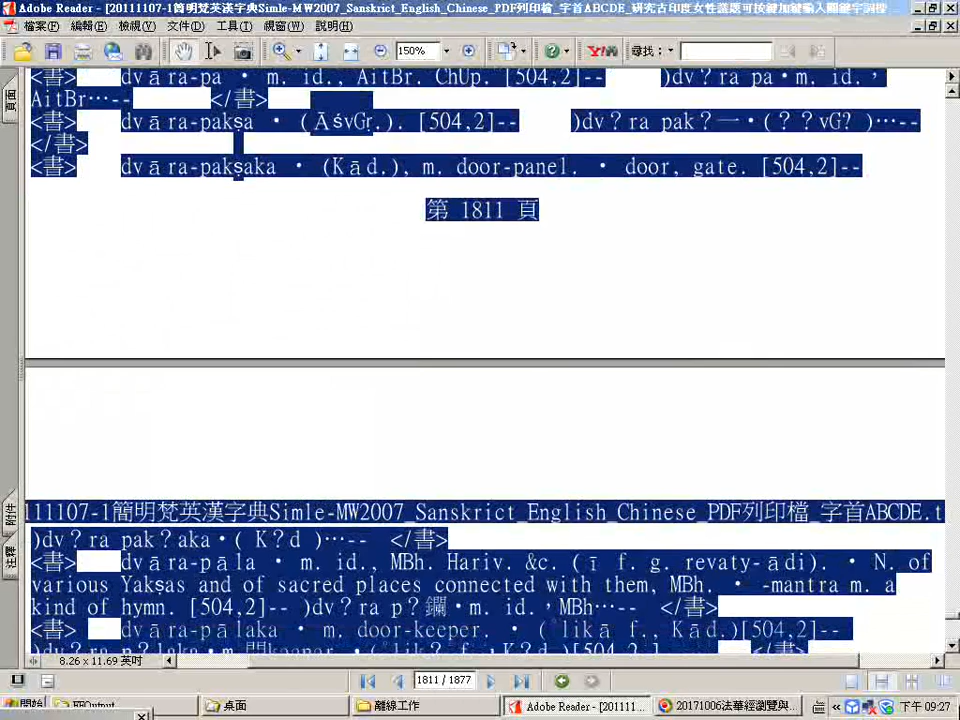 Adobe Reader - [20111107-1簡明梵英漢字典Simle-MW2007_Sanskrict_English_Chinese_PDF列印檔_字首ABCDE_研究古印度女性議題可按鍵加鍵輸入關鍵字詞搜
檔案(F) 編輯(E) 檢視(V) 文件(D) 工具(T) 視窗(W) 說明(H)
150% Y! 尋找:
<書> dvāra-pa • m. id., AitBr. ChUp. [504,2]-- )dv?ra pa•m. id.,
AitBr…-- </書>
<書> dvāra-pakṣa • (ĀśvGṛ.). [504,2]-- )dv?ra pak?一•(??vG?)…--
</書>
<書> dvāra-pakṣaka • (Kād.), m. door-panel. • door, gate. [504,2]--
第 1811 頁
111107-1簡明梵英漢字典Simle-MW2007_Sanskrict_English_Chinese_PDF列印檔_字首ABCDE.t
)dv?ra pak?aka•( K?d )…-- </書>
<書> dvāra-pāla • m. id., MBh. Hariv. &c. (ī f. g. revaty-ādi). • N. of
various Yakṣas and of sacred places connected with them, MBh. • -mantra m. a
kind of hymn. [504,2]-- )dv?ra p?鑭•m. id.,MBh…-- </書>
<書> dvāra-pālaka • m. door-keeper. • (°likā f., Kād.)[504,2]--
頁面
附件
註釋
8.26 x 11.69 英吋
1811 / 1877
開始 FFOutput 桌面 離線工作 Adobe Reader - [201111... 20171006法華經瀏覽與... 下午 09:27